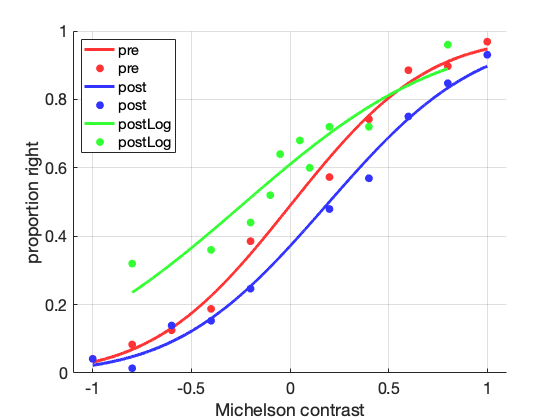 1
0.8
0.6
0.4
0.2
0
proportion right
pre
pre
post
post
postLog
postLog
-1
-0.5
0
0.5
1
Michelson contrast